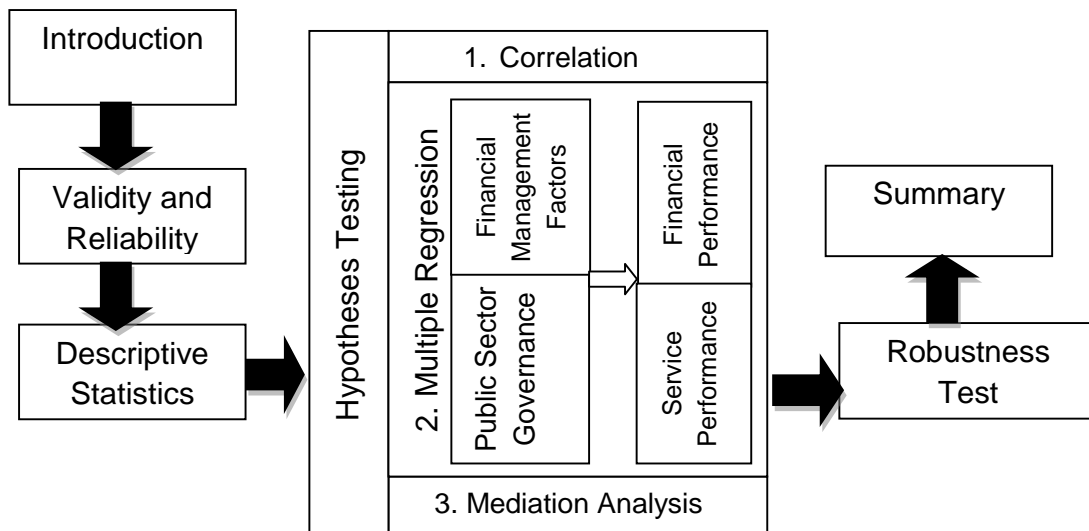 Introduction
Validity and
Reliability
Descriptive
Statistics
Hypotheses Testing
1. Correlation
2. Multiple Regression
Financial
Management
Factors
Public Sector
Governance
Financial
Performance
Service
Performance
3. Mediation Analysis
Robustness
Test
Summary